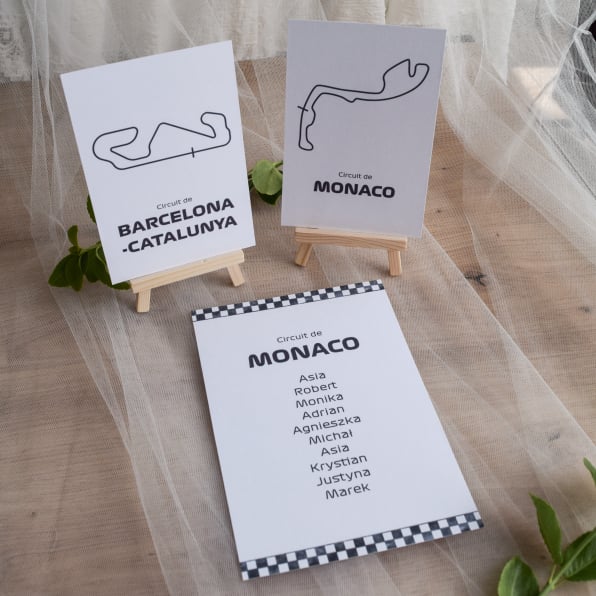 Circuit de
BARCELONA
-CATALUNYA
Circuit de
MONACO
Circuit de
MONACO
Asia
Robert
Monika
Adrian
Agnieszka
Michał
Asia
Krystian
Justyna
Marek